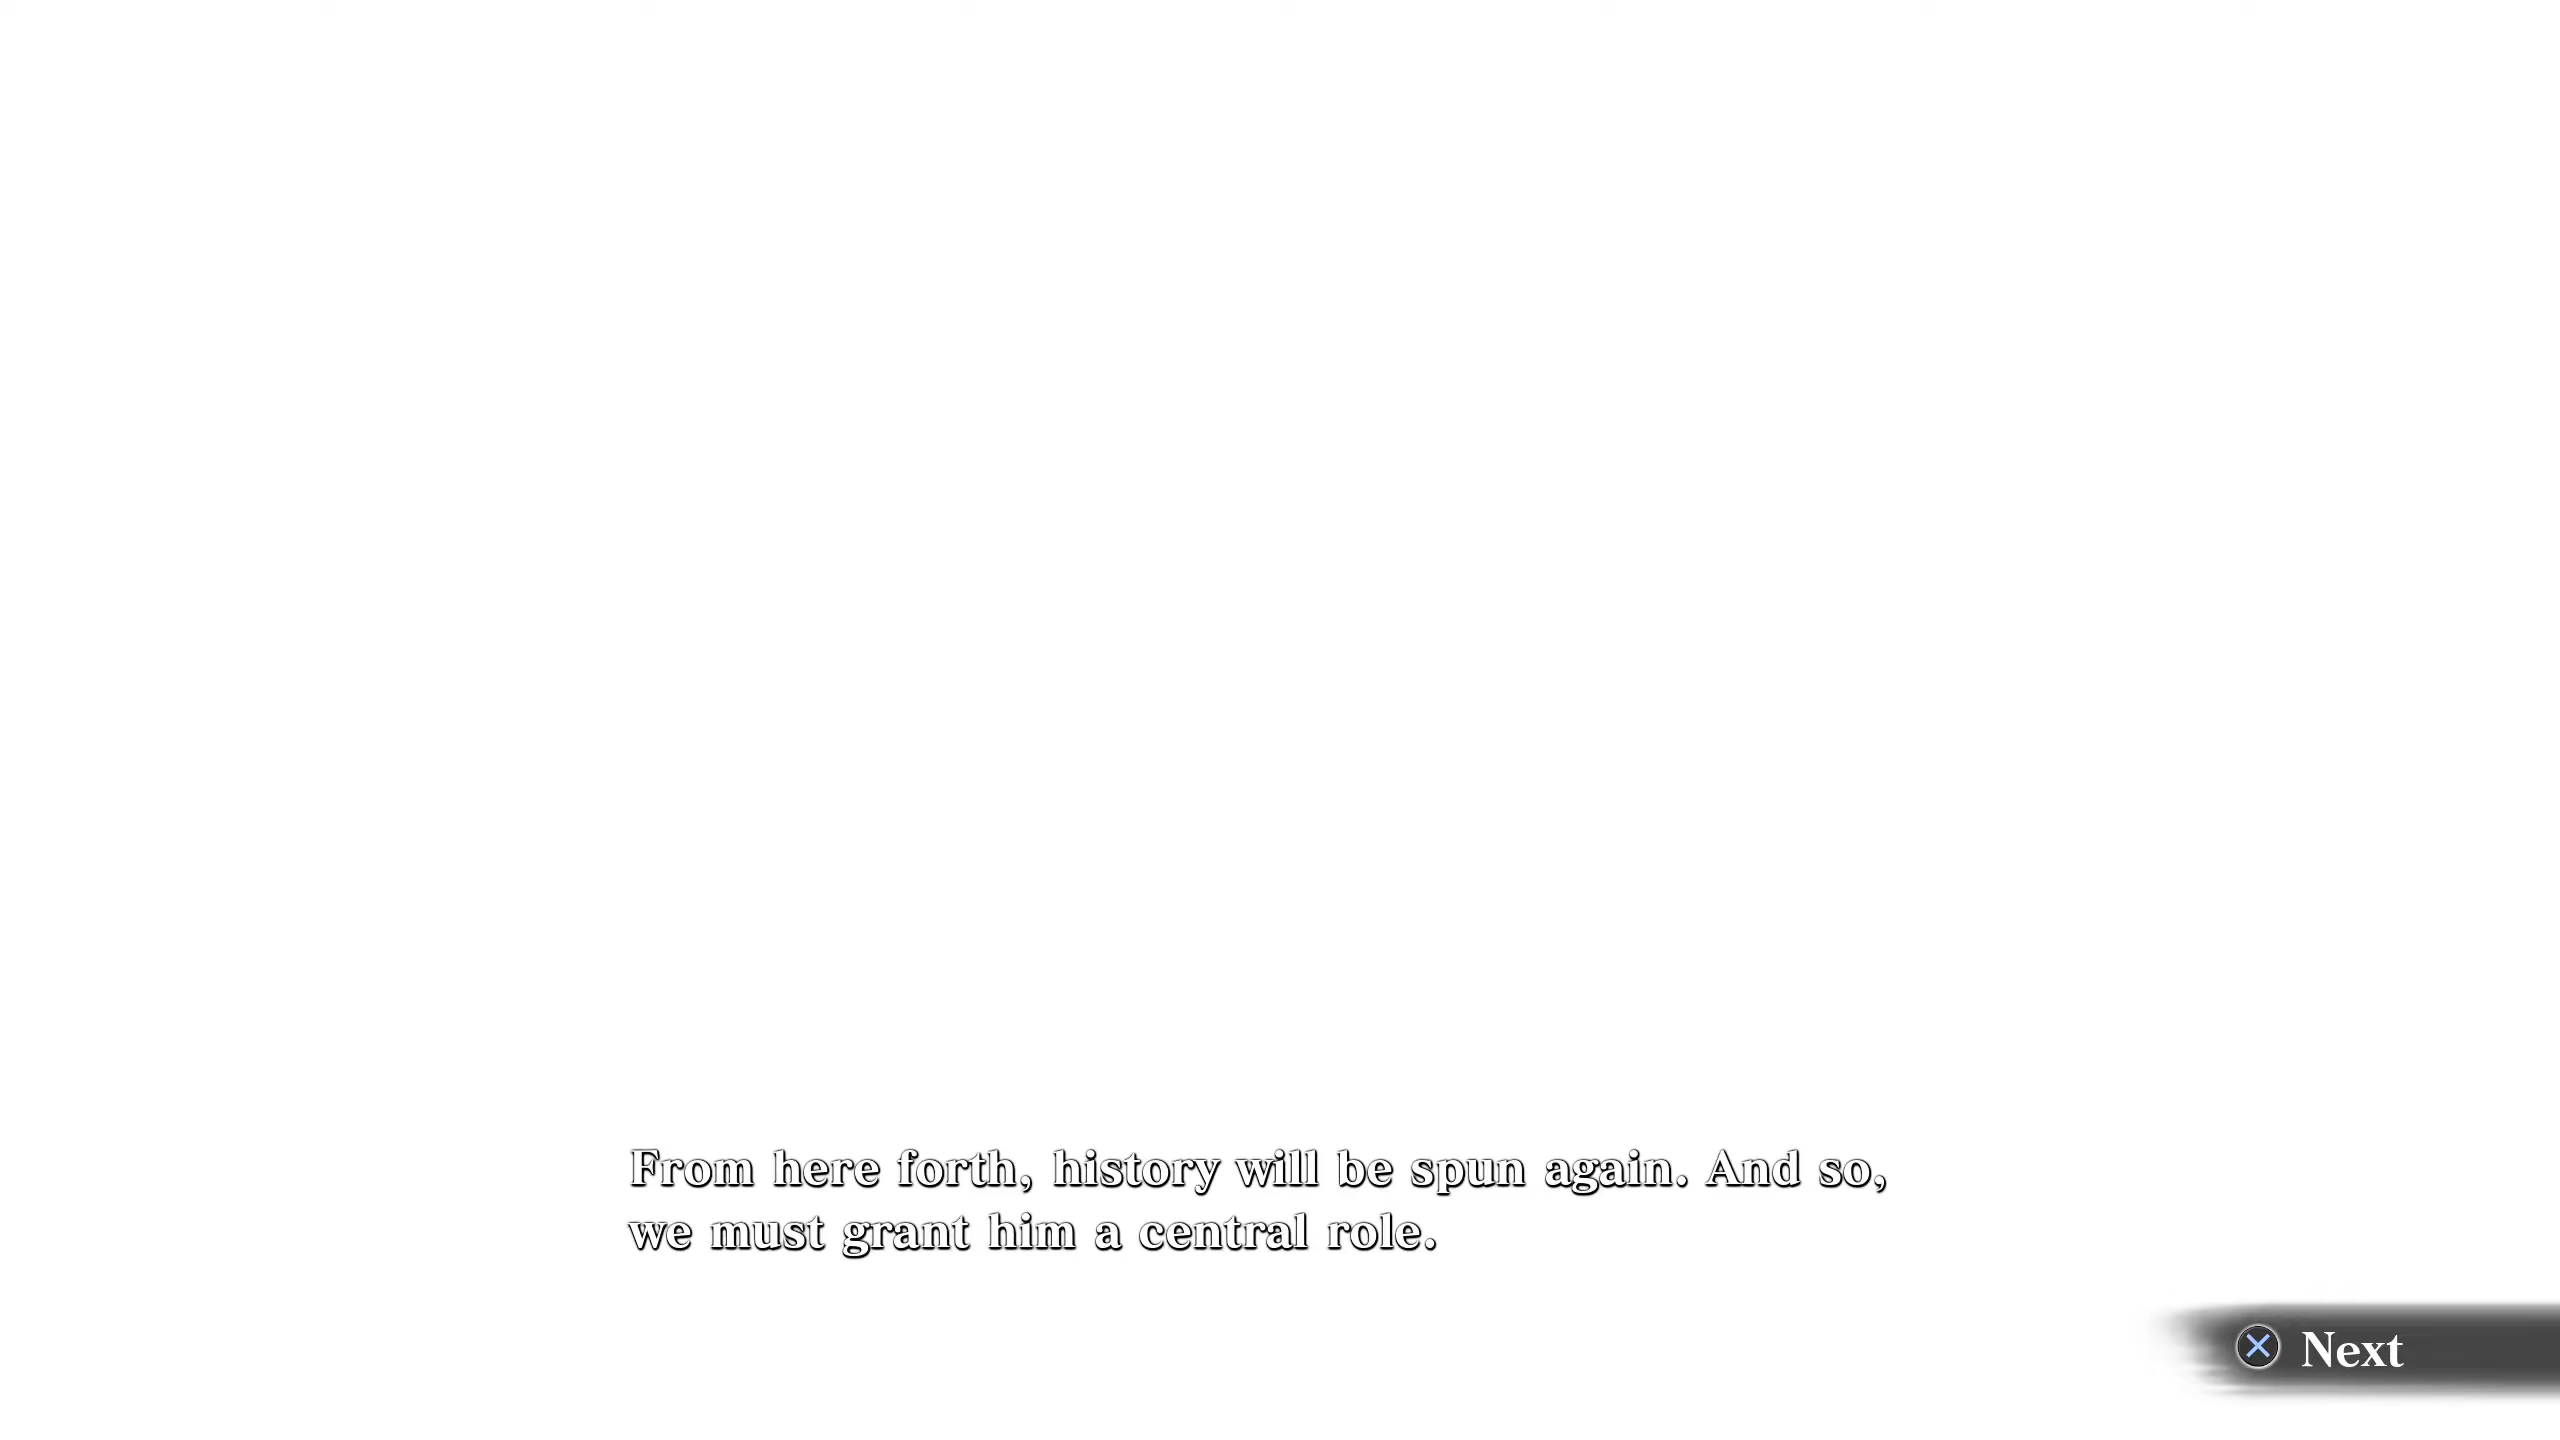 From here forth, history will be spun again. And so,
we must grant him a central role.
Next